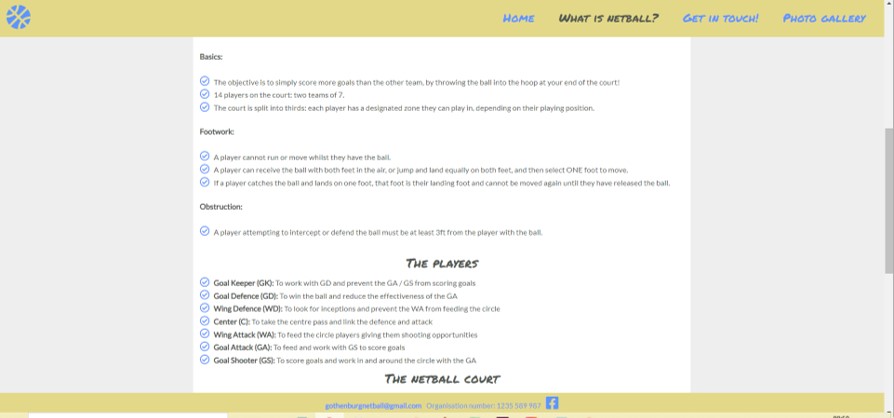 Home What is netball? Get in touch! Photo gallery
Basics:
The objective is to simply score more goals than the other team, by throwing the ball into the hoop at your end of the court!
14 players on the court: two teams of 7.
The court is split into thirds: each player has a designated zone they can play in, depending on their playing position.
Footwork:
A player cannot run or move whilst they have the ball.
A player can receive the ball with both feet in the air, or jump and land equally on both feet, and then select ONE foot to move.
If a player catches the ball and lands on one foot, that foot is their landing foot and cannot be moved again until they have released the ball.
Obstruction:
A player attempting to intercept or defend the ball must be at least 3ft from the player with the ball.
The players
Goal Keeper (GK): To work with GD and prevent the GA / GS from scoring goals
Goal Defence (GD): To win the ball and reduce the effectiveness of the GA
Wing Defence (WD): To look for inceptions and prevent the WA from feeding the circle
Center (C): To take the centre pass and link the defence and attack
Wing Attack (WA): To feed the circle players giving them shooting opportunities
Goal Attack (GA): To feed and work with GS to score goals
Goal Shooter (GS): To score goals and work in and around the circle with the GA
The netball court
gothenburgnetball@gmail.com Organisation number: 1235 589 987